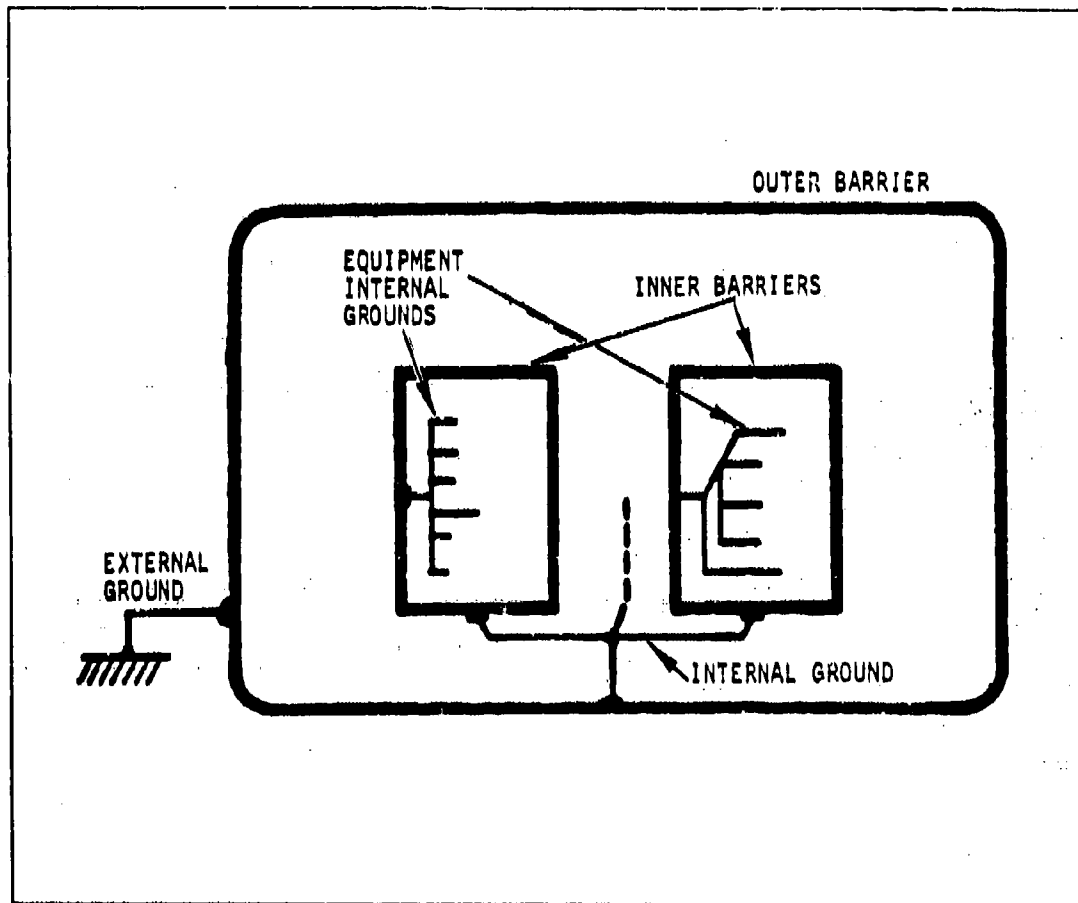 OUTER BARRIER
EQUIPMENT
INTERNAL
GROUNDS
INNER BARRIERS
EXTERNAL
GROUND
INTERNAL GROUND